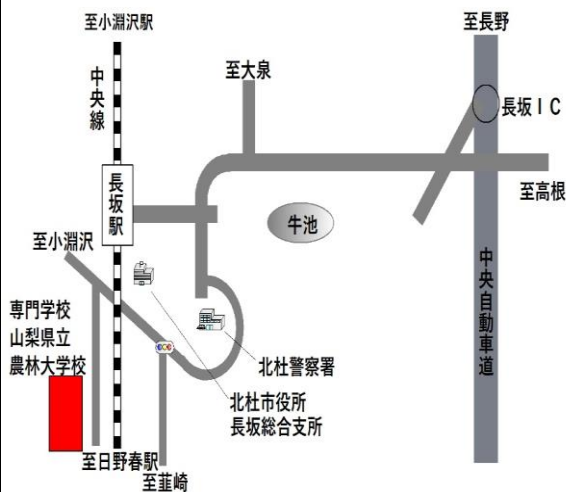 至小淵沢駅
至長野
至大泉
中央線
長坂ＩＣ
長坂駅
至高根
牛池
至小淵沢
中央自動車道
専門学校
山梨県立
農林大学校
北杜警察署
北杜市役所
長坂総合支所
至日野春駅
至韮崎